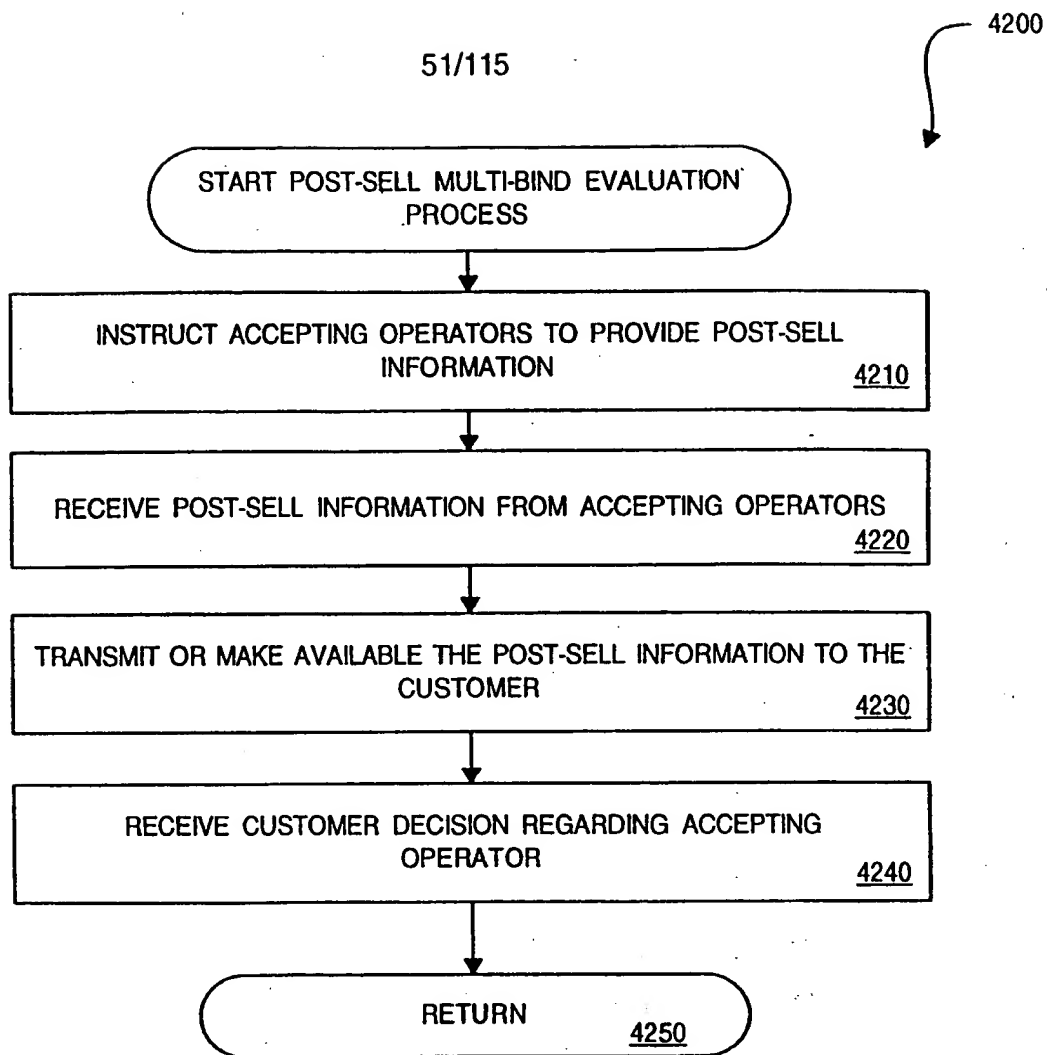 4200
51/115
START POST-SELL MULTI-BIND EVALUATION
PROCESS
INSTRUCT ACCEPTING OPERATORS TO PROVIDE POST-SELL
INFORMATION
4210
RECEIVE POST-SELL INFORMATION FROM ACCEPTING OPERATORS
4220
TRANSMIT OR MAKE AVAILABLE THE POST-SELL INFORMATION TO THE
CUSTOMER
4230
RECEIVE CUSTOMER DECISION REGARDING ACCEPTING
OPERATOR
4240
RETURN
4250